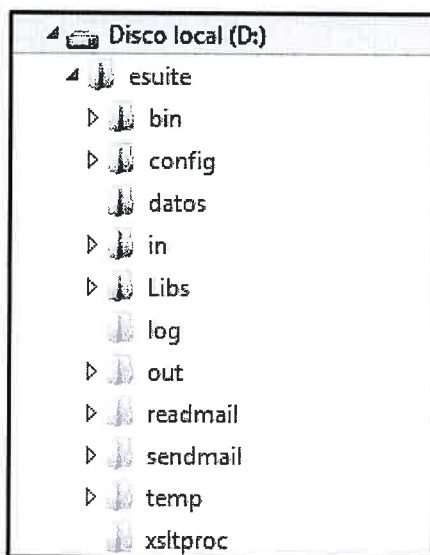 Disco local (D:)
esuite
bin
config
datos
in
Libs
log
out
readmail
sendmail
temp
xsltproc